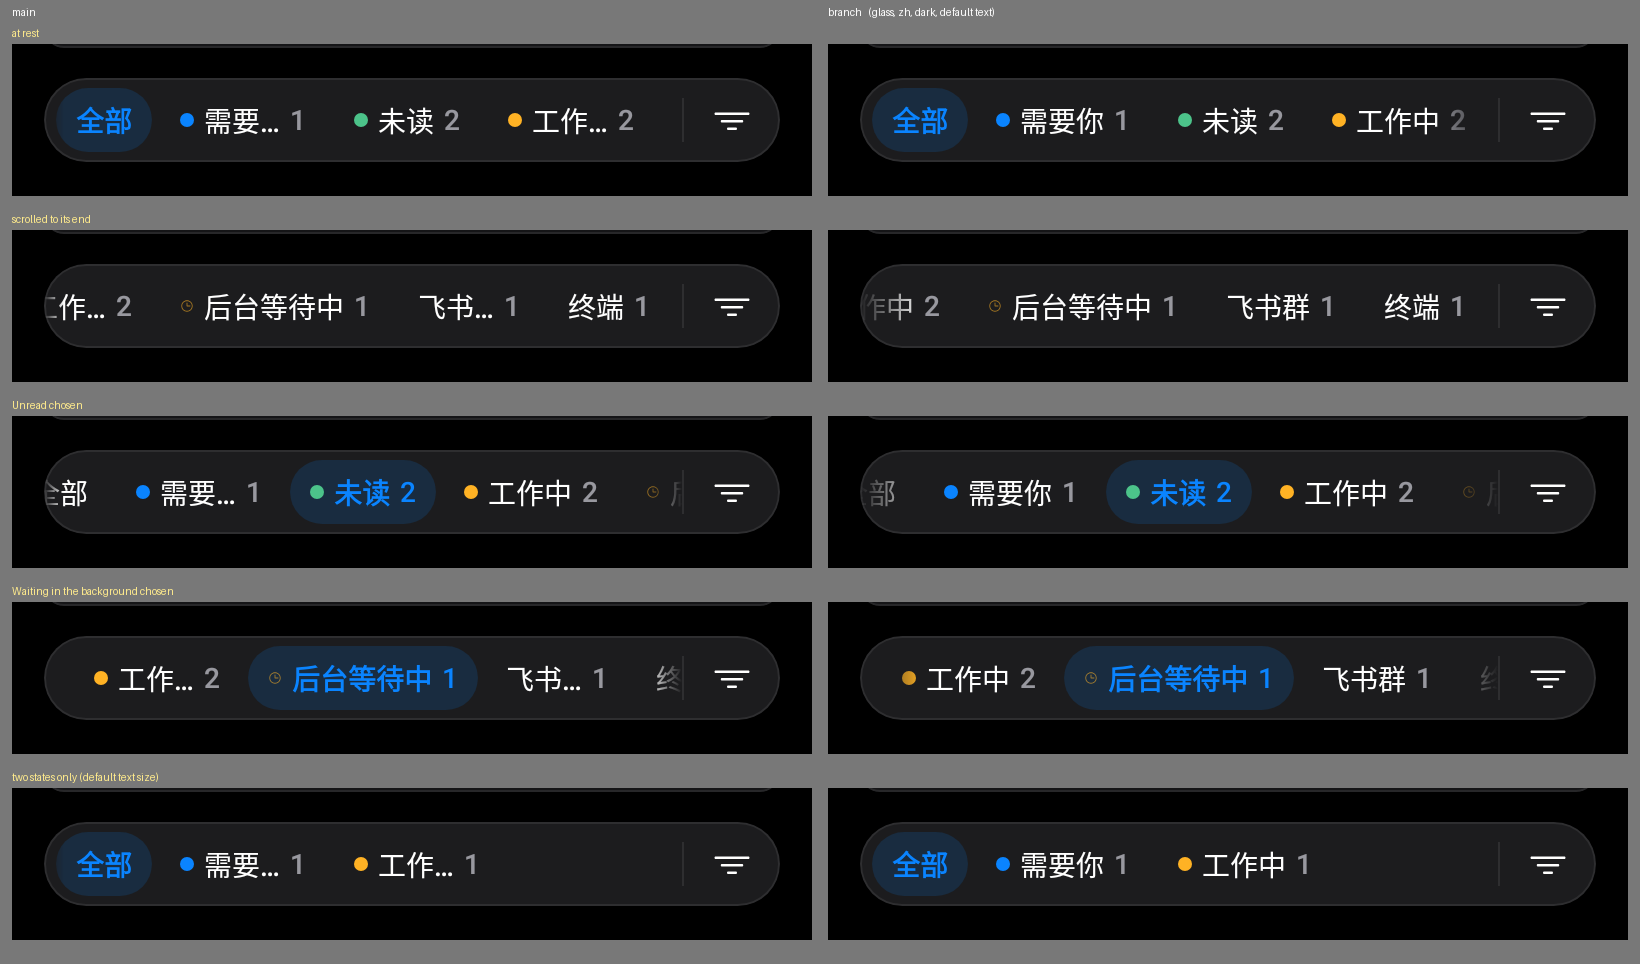 main
branch (glass, zh, dark, default text)
at rest
全部 需要... 1 未读 2 工作... 2
全部 需要你 1 未读 2 工作中 2
scrolled to its end
作... 2 后台等待中 1 飞书... 1 终端 1
作中 2 后台等待中 1 飞书群 1 终端 1
Unread chosen
全部 需要... 1 未读 2 工作中 2
部 需要你 1 未读 2 工作中 2
Waiting in the background chosen
工作... 2 后台等待中 1 飞书... 1 终
工作中 2 后台等待中 1 飞书群 1
two states only (default text size)
全部 需要... 1 工作... 1
全部 需要你 1 工作中 1